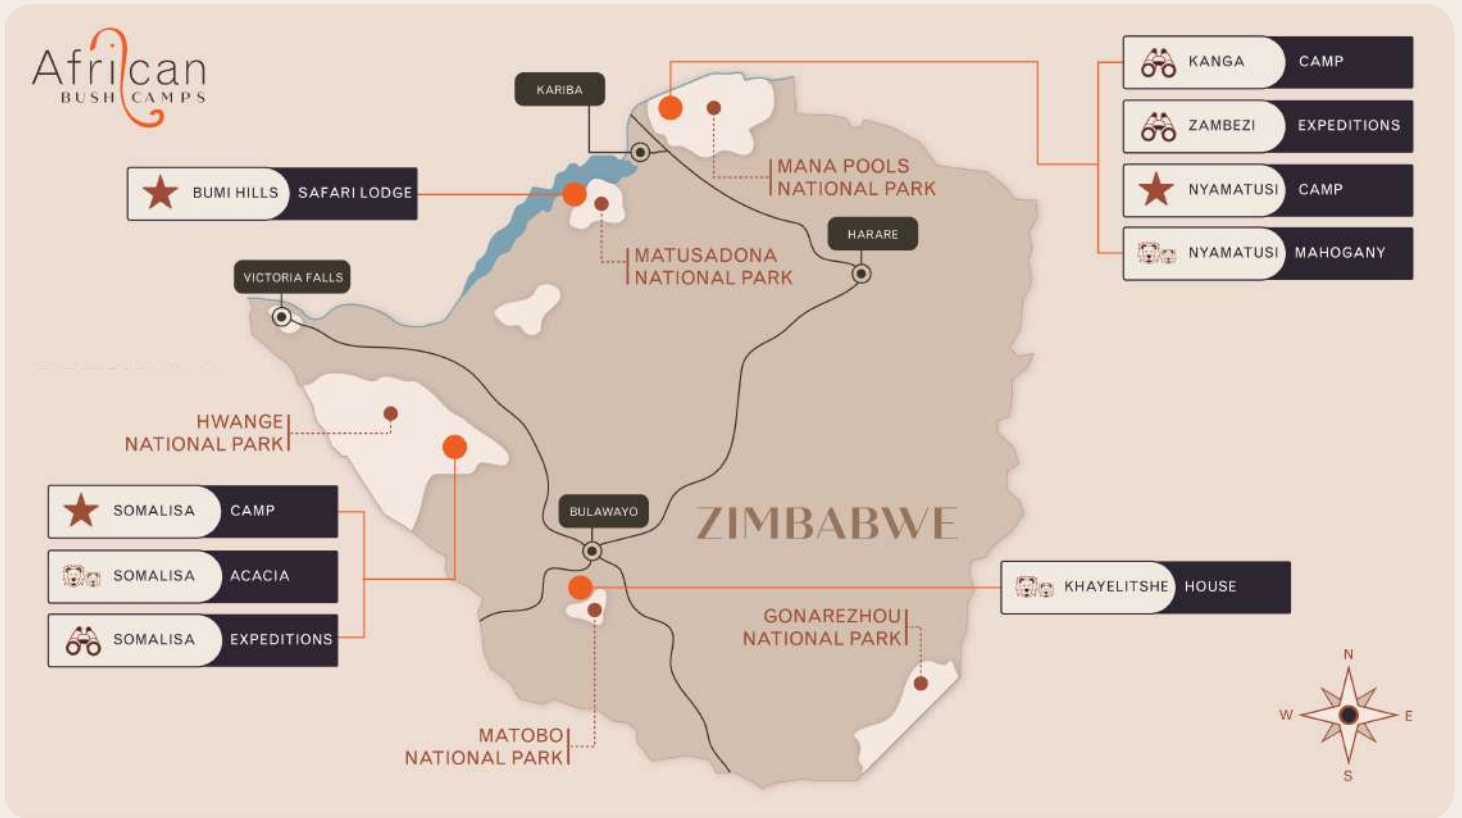 African
BUSH CAMPS
KARIBA
KANGA CAMP
ZAMBEZI EXPEDITIONS
NYAMATUSI CAMP
NYAMATUSI MAHOGANY
MANA POOLS
NATIONAL PARK
BUMI HILLS SAFARI LODGE
HARARE
MATUSADONA
NATIONAL PARK
VICTORIA FALLS
HWANGE
NATIONAL PARK
SOMALISA CAMP
SOMALISA ACACIA
SOMALISA EXPEDITIONS
BULAWAYO
ZIMBABWE
KHAYELITSHE HOUSE
GONAREZHOU
NATIONAL PARK
MATOBO
NATIONAL PARK
N
W E
S